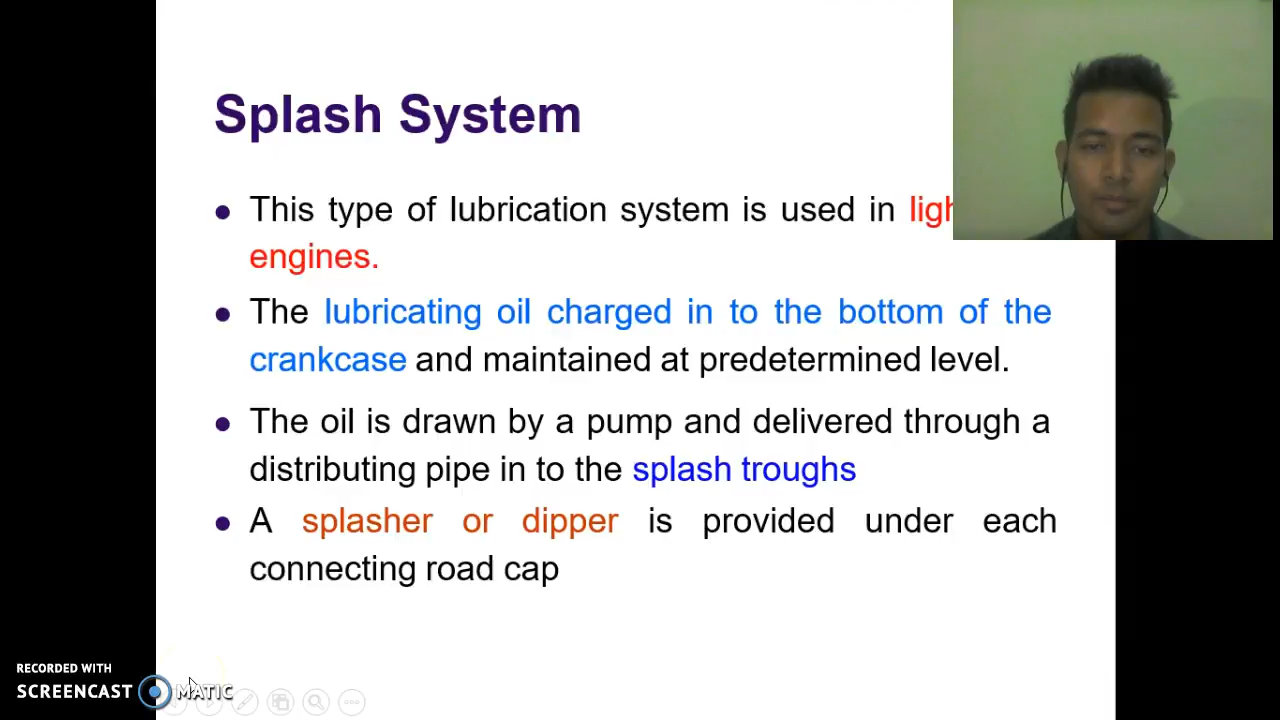 Splash System
This type of lubrication system is used in
engines.
The lubricating oil charged in to the bottom of the
crankcase and maintained at predetermined level.
The oil is drawn by a pump and delivered through a
distributing pipe in to the splash troughs
A splasher or dipper is provided under each
connecting road cap
RECORDED WITH
SCREENCAST MATIC